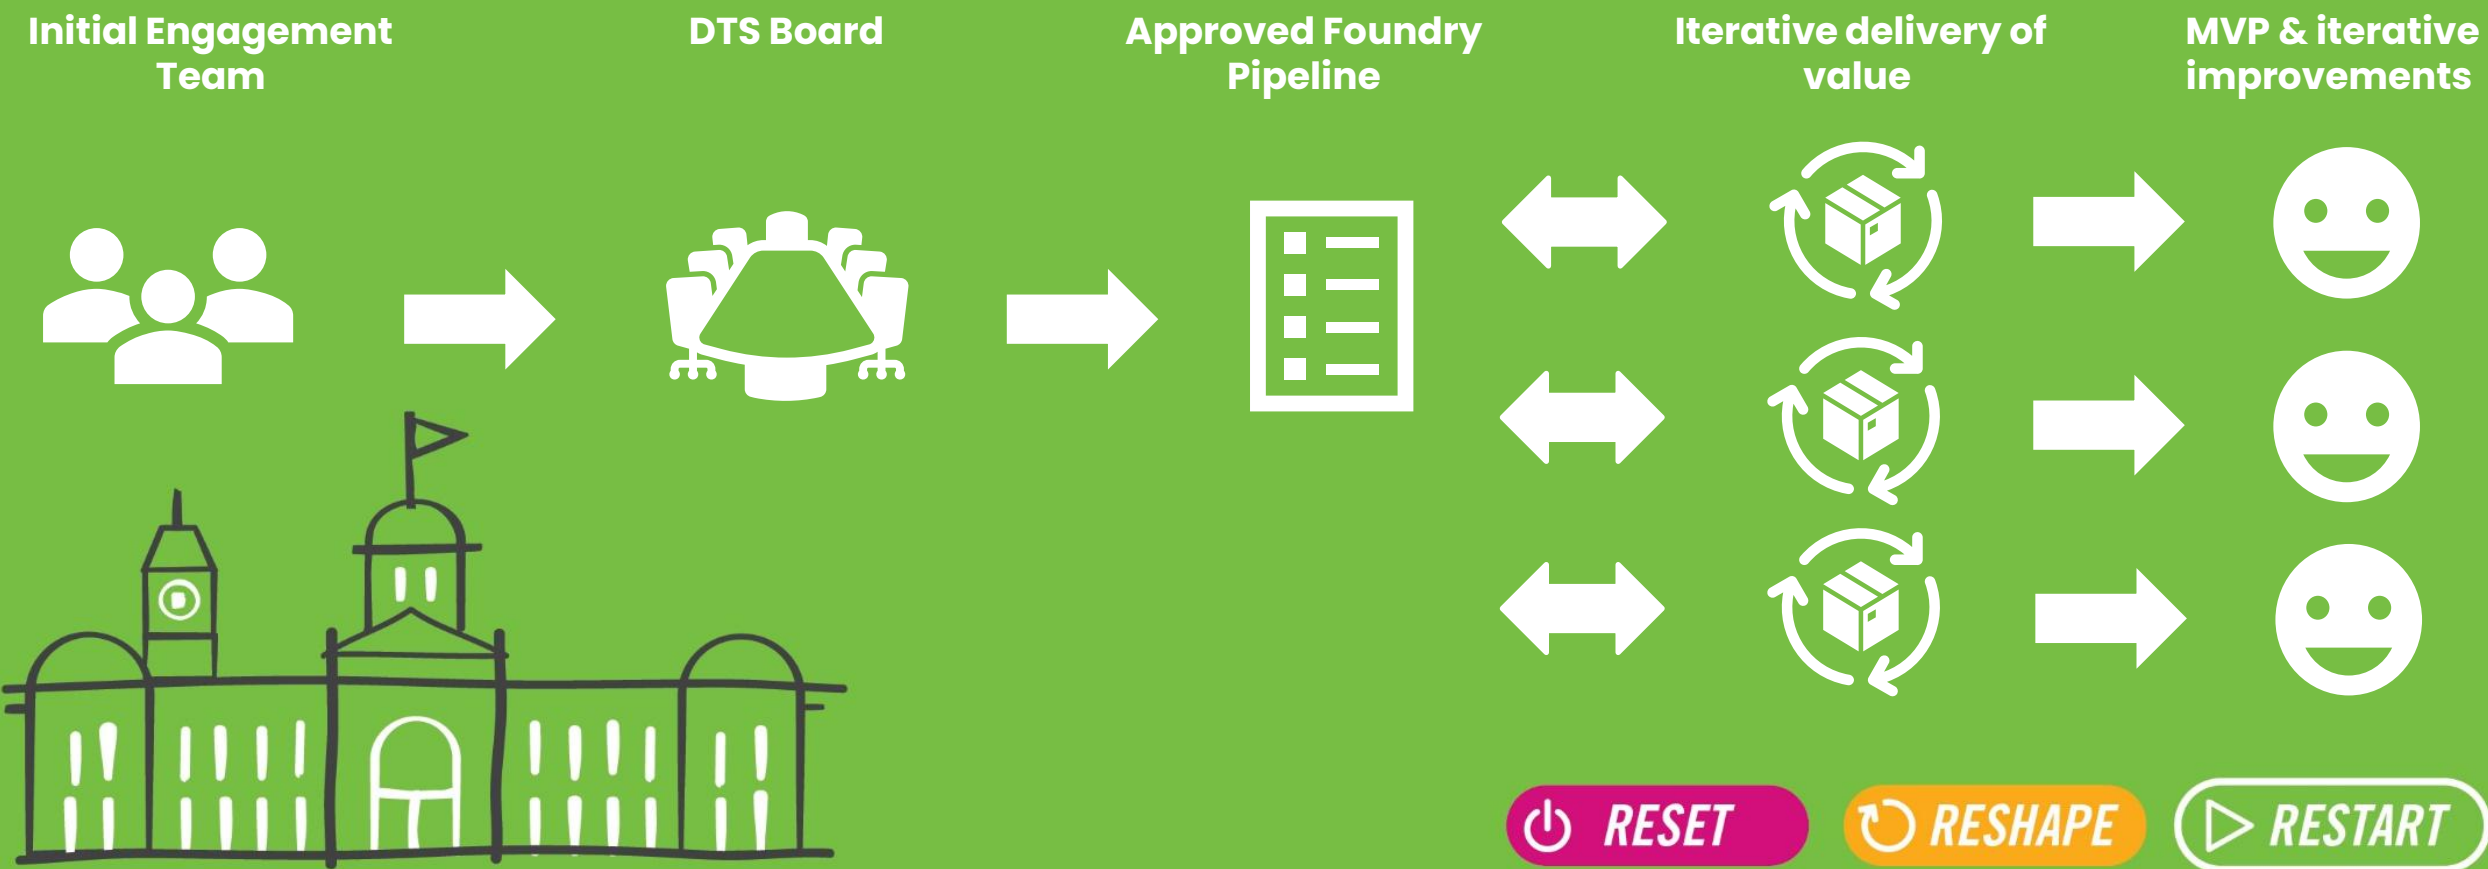 Initial Engagement
Team
DTS Board
Approved Foundry
Pipeline
Iterative delivery of
value
MVP & iterative
improvements
RESET
RESHAPE
RESTART